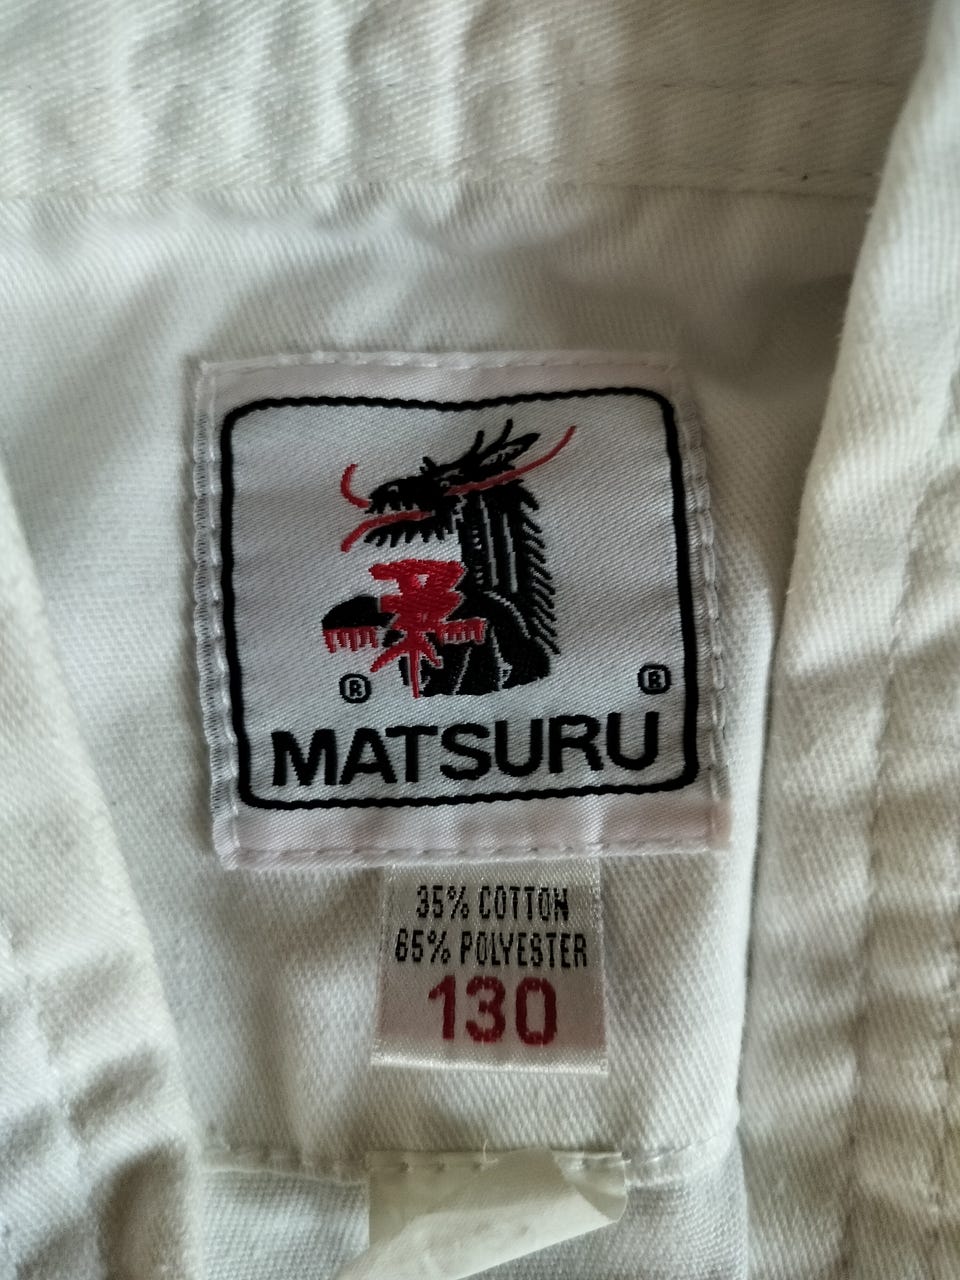 柔
® ®
MATSURU
35% COTTON
65% POLYESTER
130